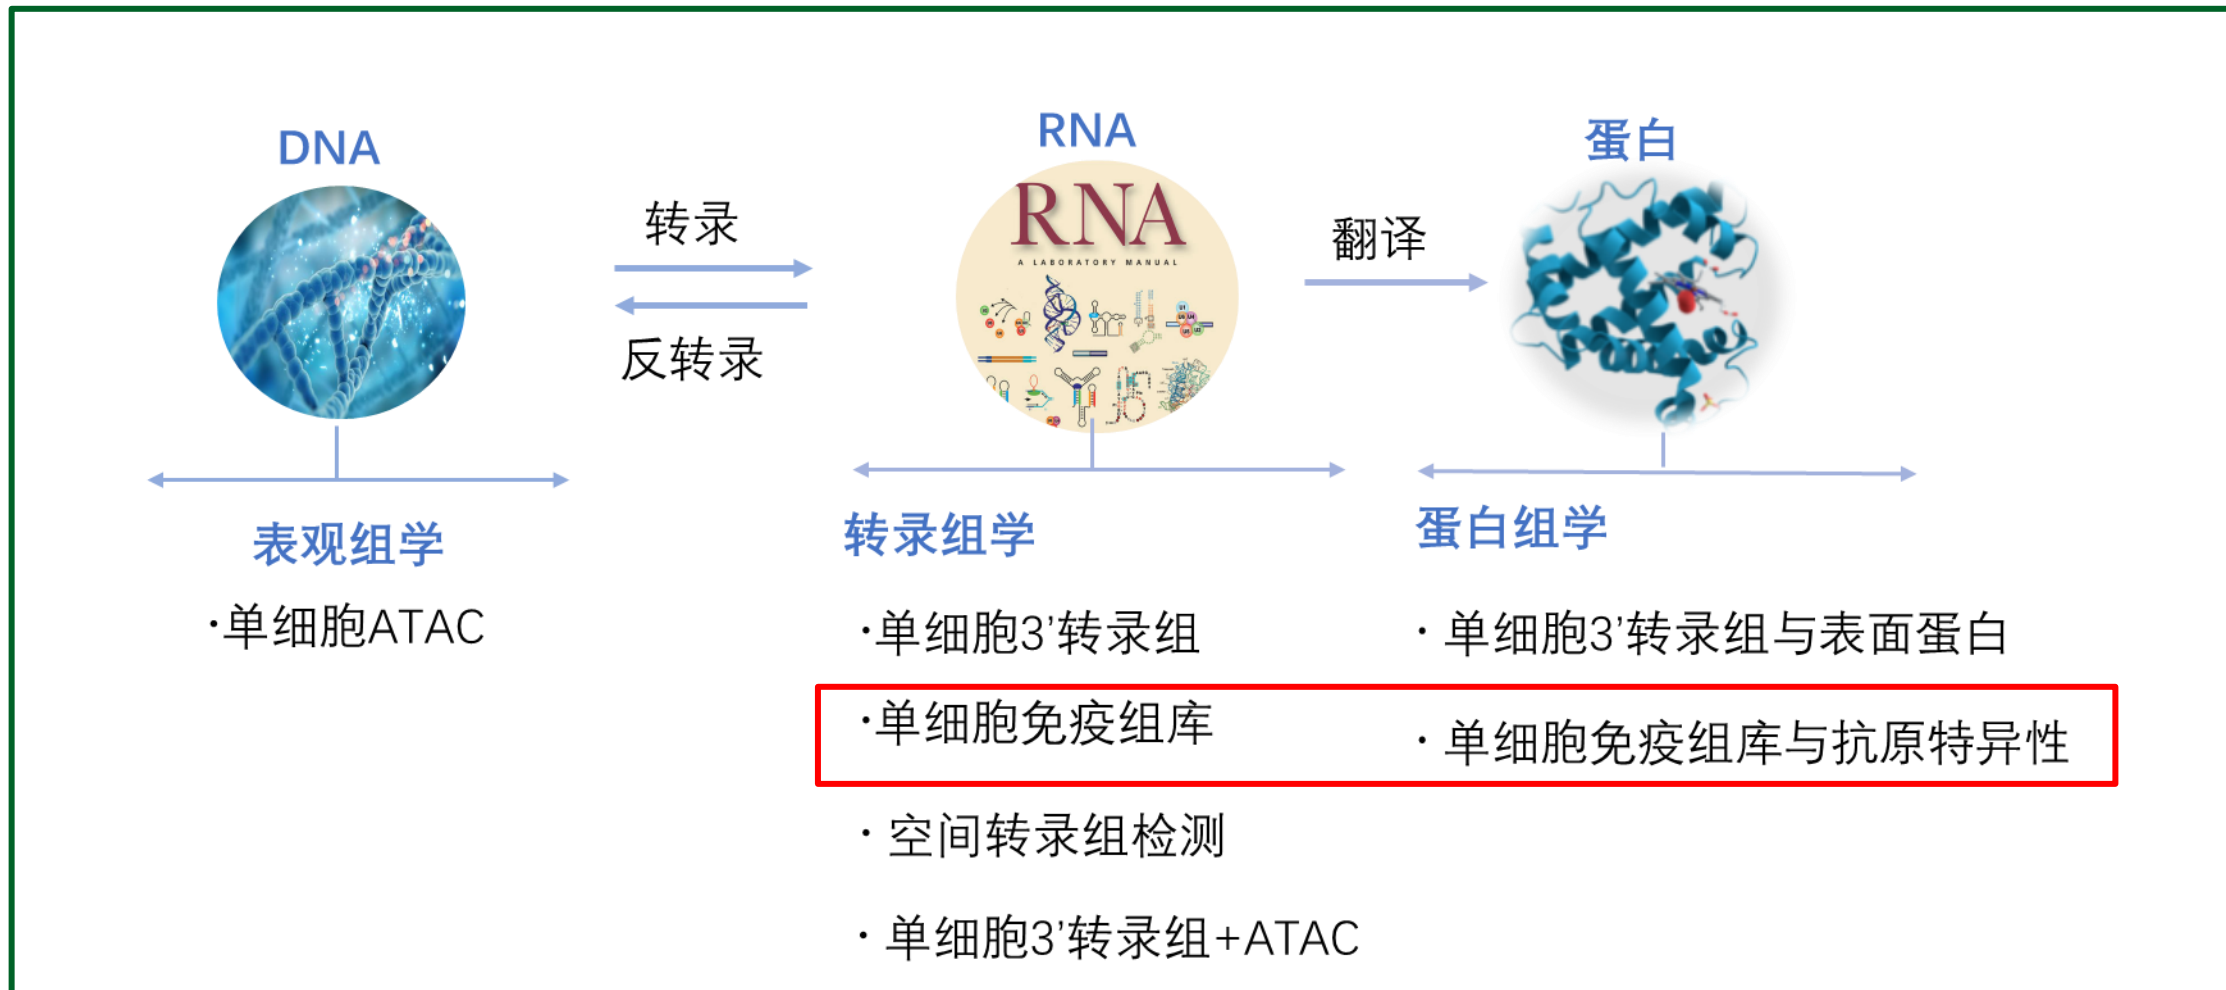 DNA
RNA
蛋白
转录
反转录
翻译
RNA
A LABORATORY MANUAL
表观组学
转录组学
蛋白组学
·单细胞ATAC
·单细胞3’转录组
· 单细胞3’转录组与表面蛋白
·单细胞免疫组库
· 单细胞免疫组库与抗原特异性
· 空间转录组检测
· 单细胞3’转录组+ATAC